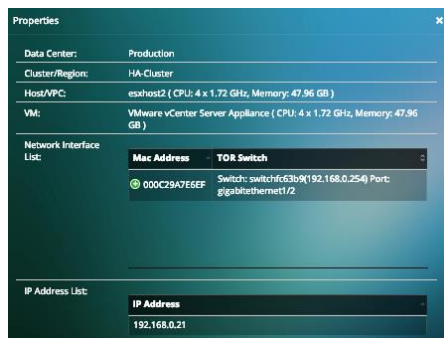 Properties
Data Center: Production
Cluster/Region: HA-Cluster
Host/VPC: esxhost2 ( CPU: 4 x 1.72 GHz, Memory: 47.96 GB )
VM: VMware vCenter Server Appliance ( CPU: 4 x 1.72 GHz, Memory: 47.96
GB )
Network Interface
List:
Mac Address TOR Switch
000C29A7E6EF Switch: switchfc63b9(192.168.0.254) Port:
gigabitethernet1/2
IP Address List:
IP Address
192.168.0.21